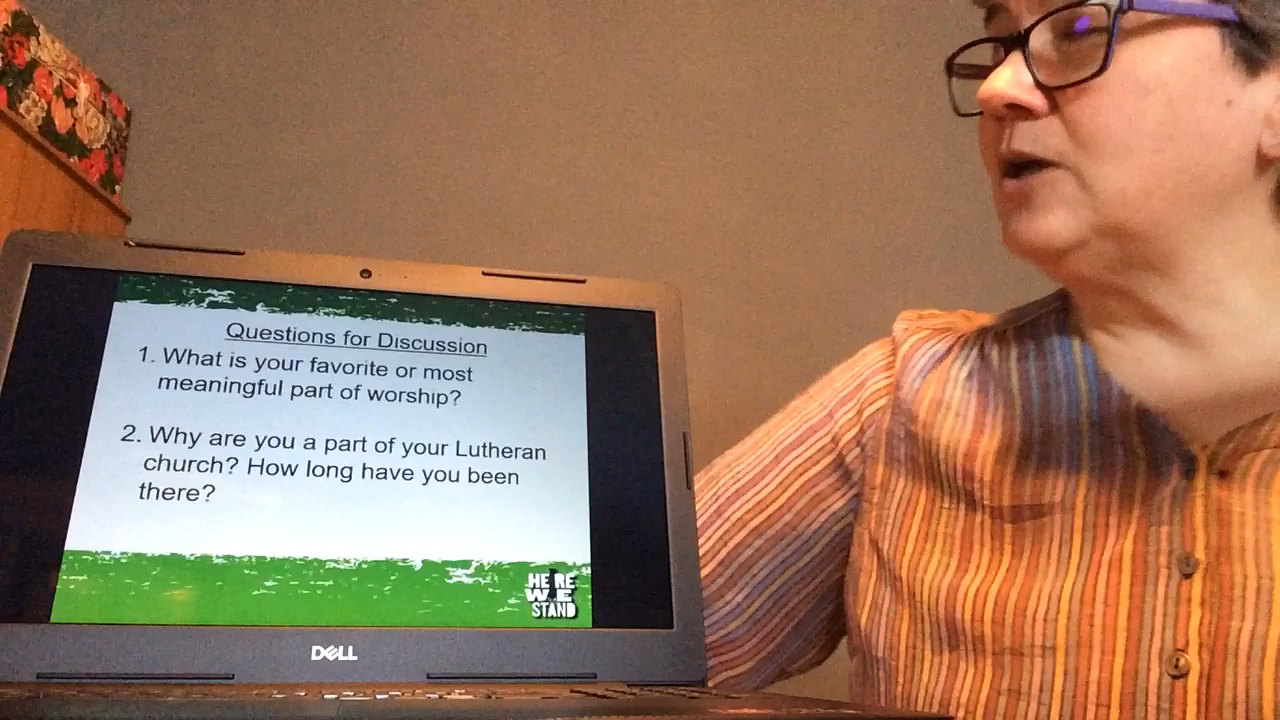 Questions for Discussion
1. What is your favorite or most
meaningful part of worship?
2. Why are you a part of your Lutheran
church? How long have you been
there?
HERE
WE
STAND
DELL